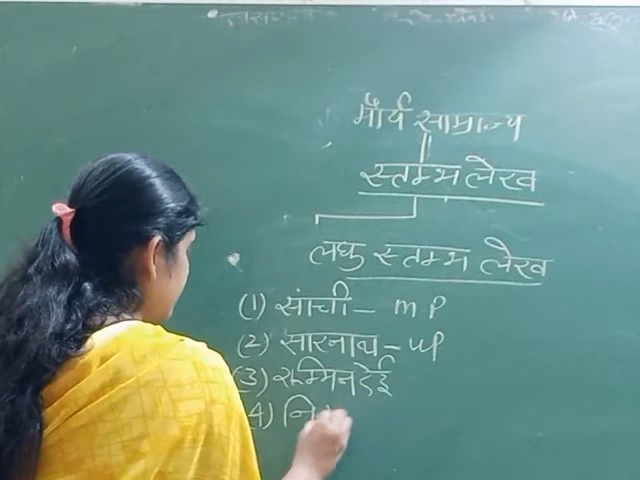 मौर्य साम्राज्य
स्तम्भ लेख
लघु स्तम्भ लेख
(1) सांची - MP
(2) सारनाथ - UP
(3) रूम्मिनदेई
(4) नि